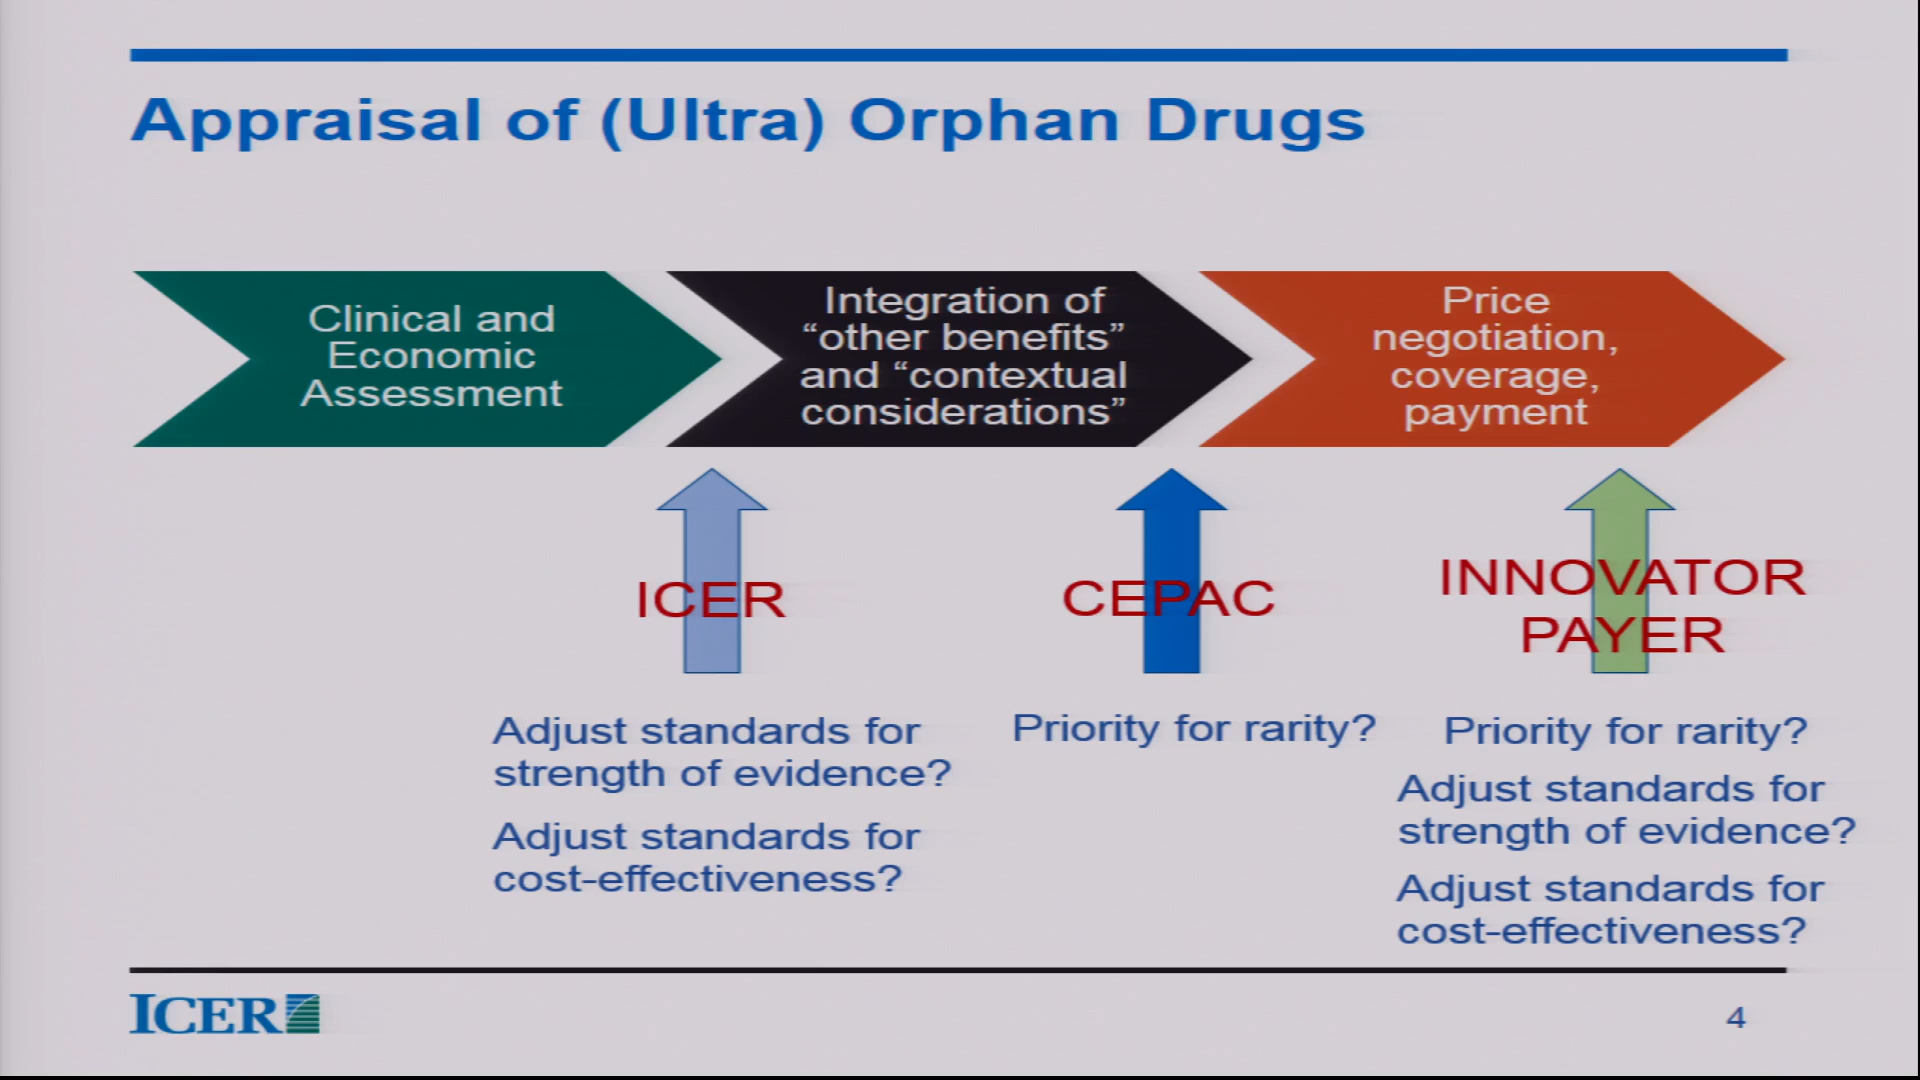 Appraisal of (Ultra) Orphan Drugs
Clinical and
Economic
Assessment
Integration of
“other benefits”
and “contextual
considerations”
Price
negotiation,
coverage,
payment
ICER
CEPAC
INNOVATOR
PAYER
Adjust standards for
strength of evidence?
Adjust standards for
cost-effectiveness?
Priority for rarity?
Priority for rarity?
Adjust standards for
strength of evidence?
Adjust standards for
cost-effectiveness?
ICER
4